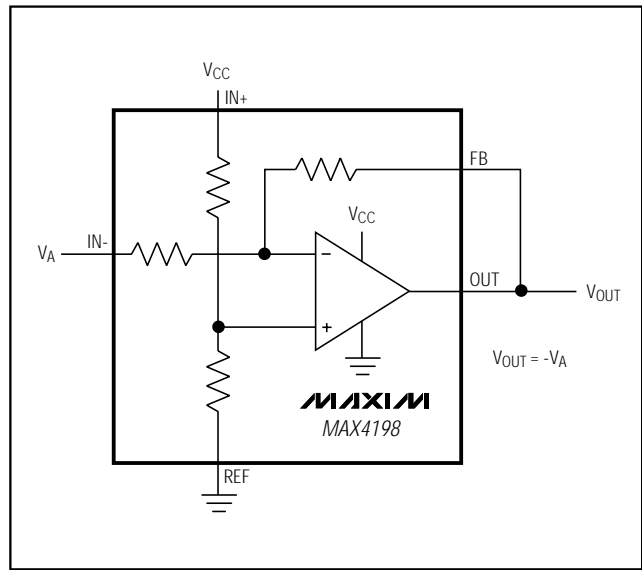 VCC
IN+
FB
VCC
VA
IN-
−
OUT
VOUT
+
VOUT = -VA
MAXIM
MAX4198
REF